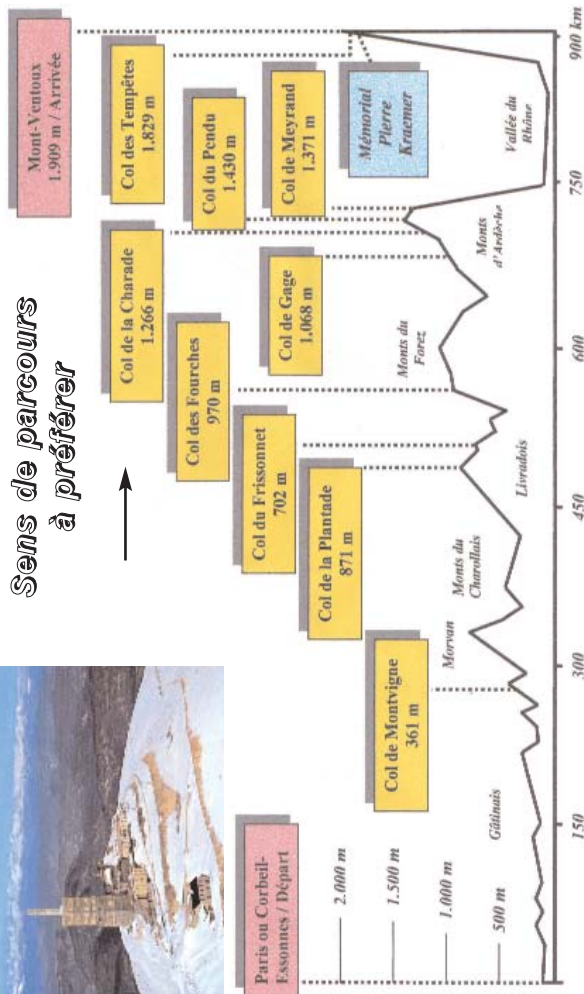 Sens de parcours
à préférer
Paris ou Corbeil-
Essonnes / Départ
Col de Montvigne
361 m
Col de la Plantade
871 m
Col du Frissonnet
702 m
Col des Fourches
970 m
Col de la Charade
1.266 m
Col de Gage
1.068 m
Col du Pendu
1.430 m
Col de Meyrand
1.371 m
Col des Tempêtes
1.829 m
Mont-Ventoux
1.909 m / Arrivée
Mémorial
Pierre
Kraemer
2.000 m
1.500 m
1.000 m
500 m
Gâtinais
Morvan
Monts du
Charollais
Livradois
Monts du
Forez
Monts
d'Ardèche
Vallée du
Rhône
150
300
450
600
750
900 km